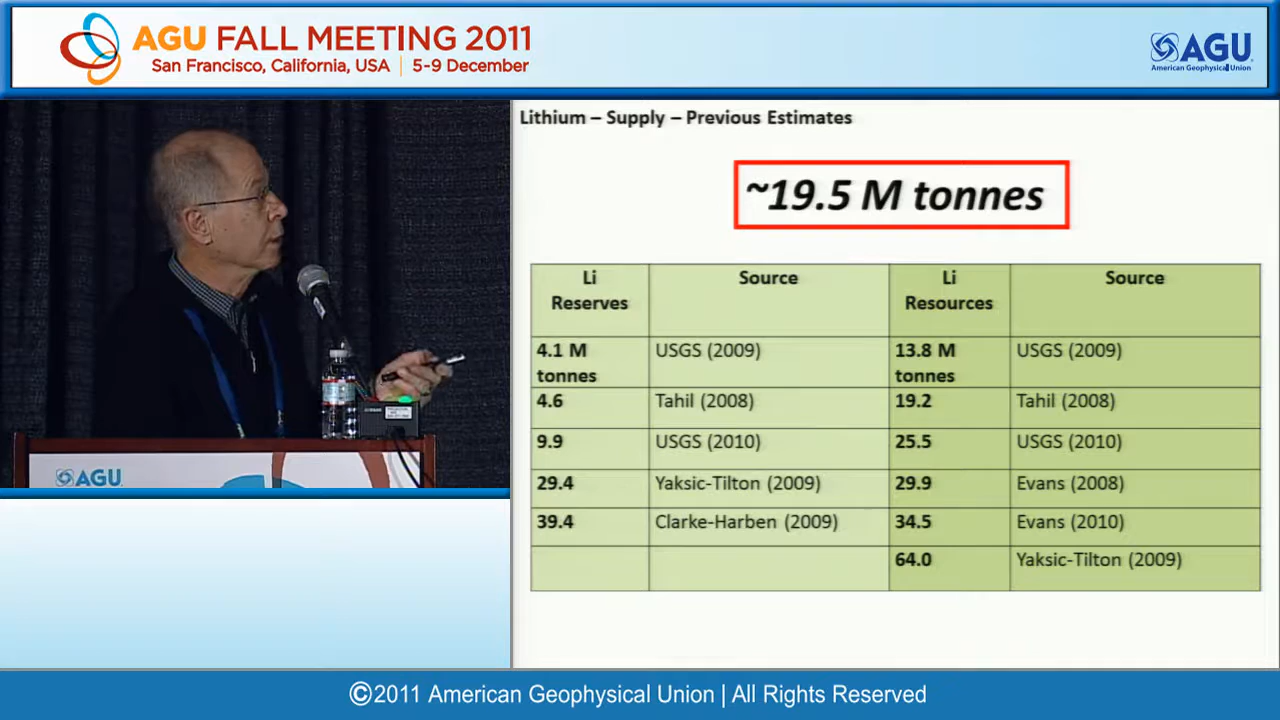 AGU FALL MEETING 2011
San Francisco, California, USA | 5-9 December
AGU
American Geophysical Union
Lithium – Supply – Previous Estimates
~19.5 M tonnes
Li Reserves Source Li Resources Source
4.1 M tonnes USGS (2009) 13.8 M tonnes USGS (2009)
4.6 Tahil (2008) 19.2 Tahil (2008)
9.9 USGS (2010) 25.5 USGS (2010)
29.4 Yaksic-Tilton (2009) 29.9 Evans (2008)
39.4 Clarke-Harben (2009) 34.5 Evans (2010)
64.0 Yaksic-Tilton (2009)
AGU
©2011 American Geophysical Union | All Rights Reserved